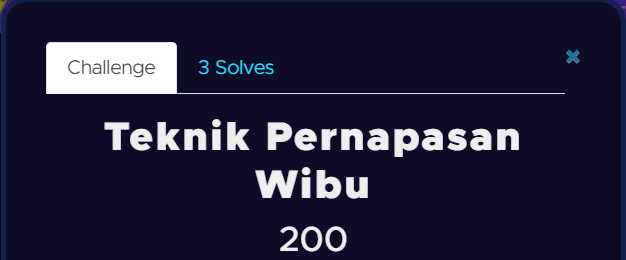 Challenge
3 Solves
Teknik Pernapasan
Wibu
200